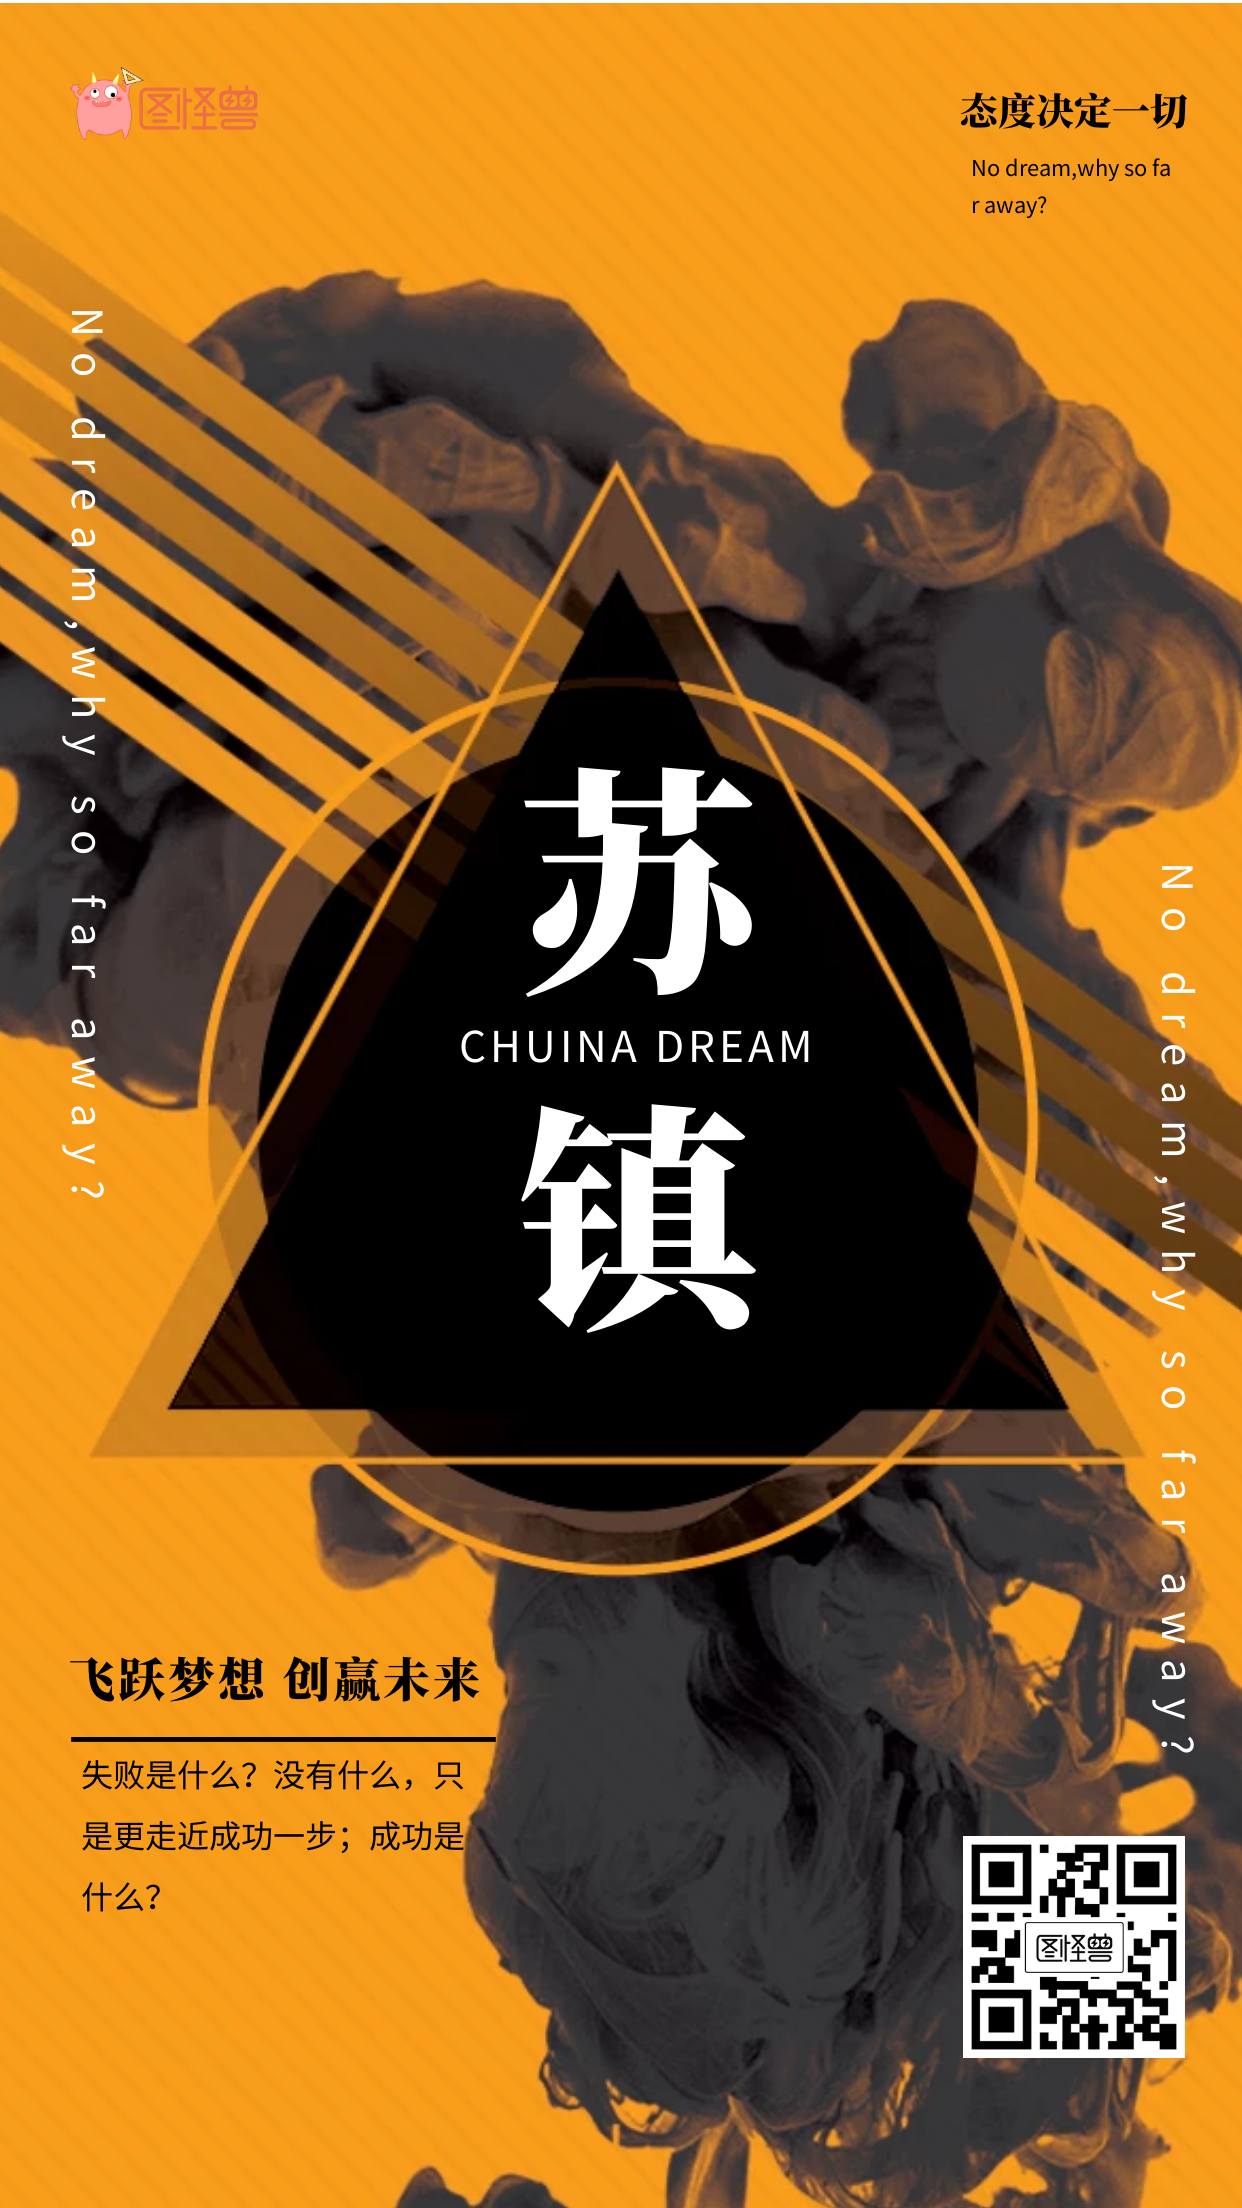 图怪兽
态度决定一切
No dream,why so fa
r away?
No dream,why so far away?
苏
CHUINA DREAM
镇
No dream,why so far away?
飞跃梦想 创赢未来
失败是什么？没有什么，只
是更走近成功一步；成功是
什么？
图怪兽